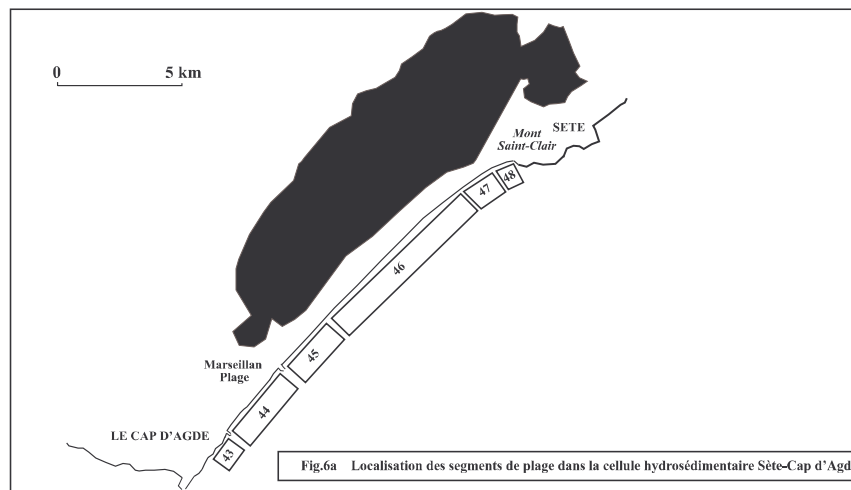 0 5 km
SETE
Mont
Saint-Clair
48
47
46
45
Marseillan
Plage
44
LE CAP D'AGDE
43
Fig.6a Localisation des segments de plage dans la cellule hydrosédimentaire Sète-Cap d'Agd